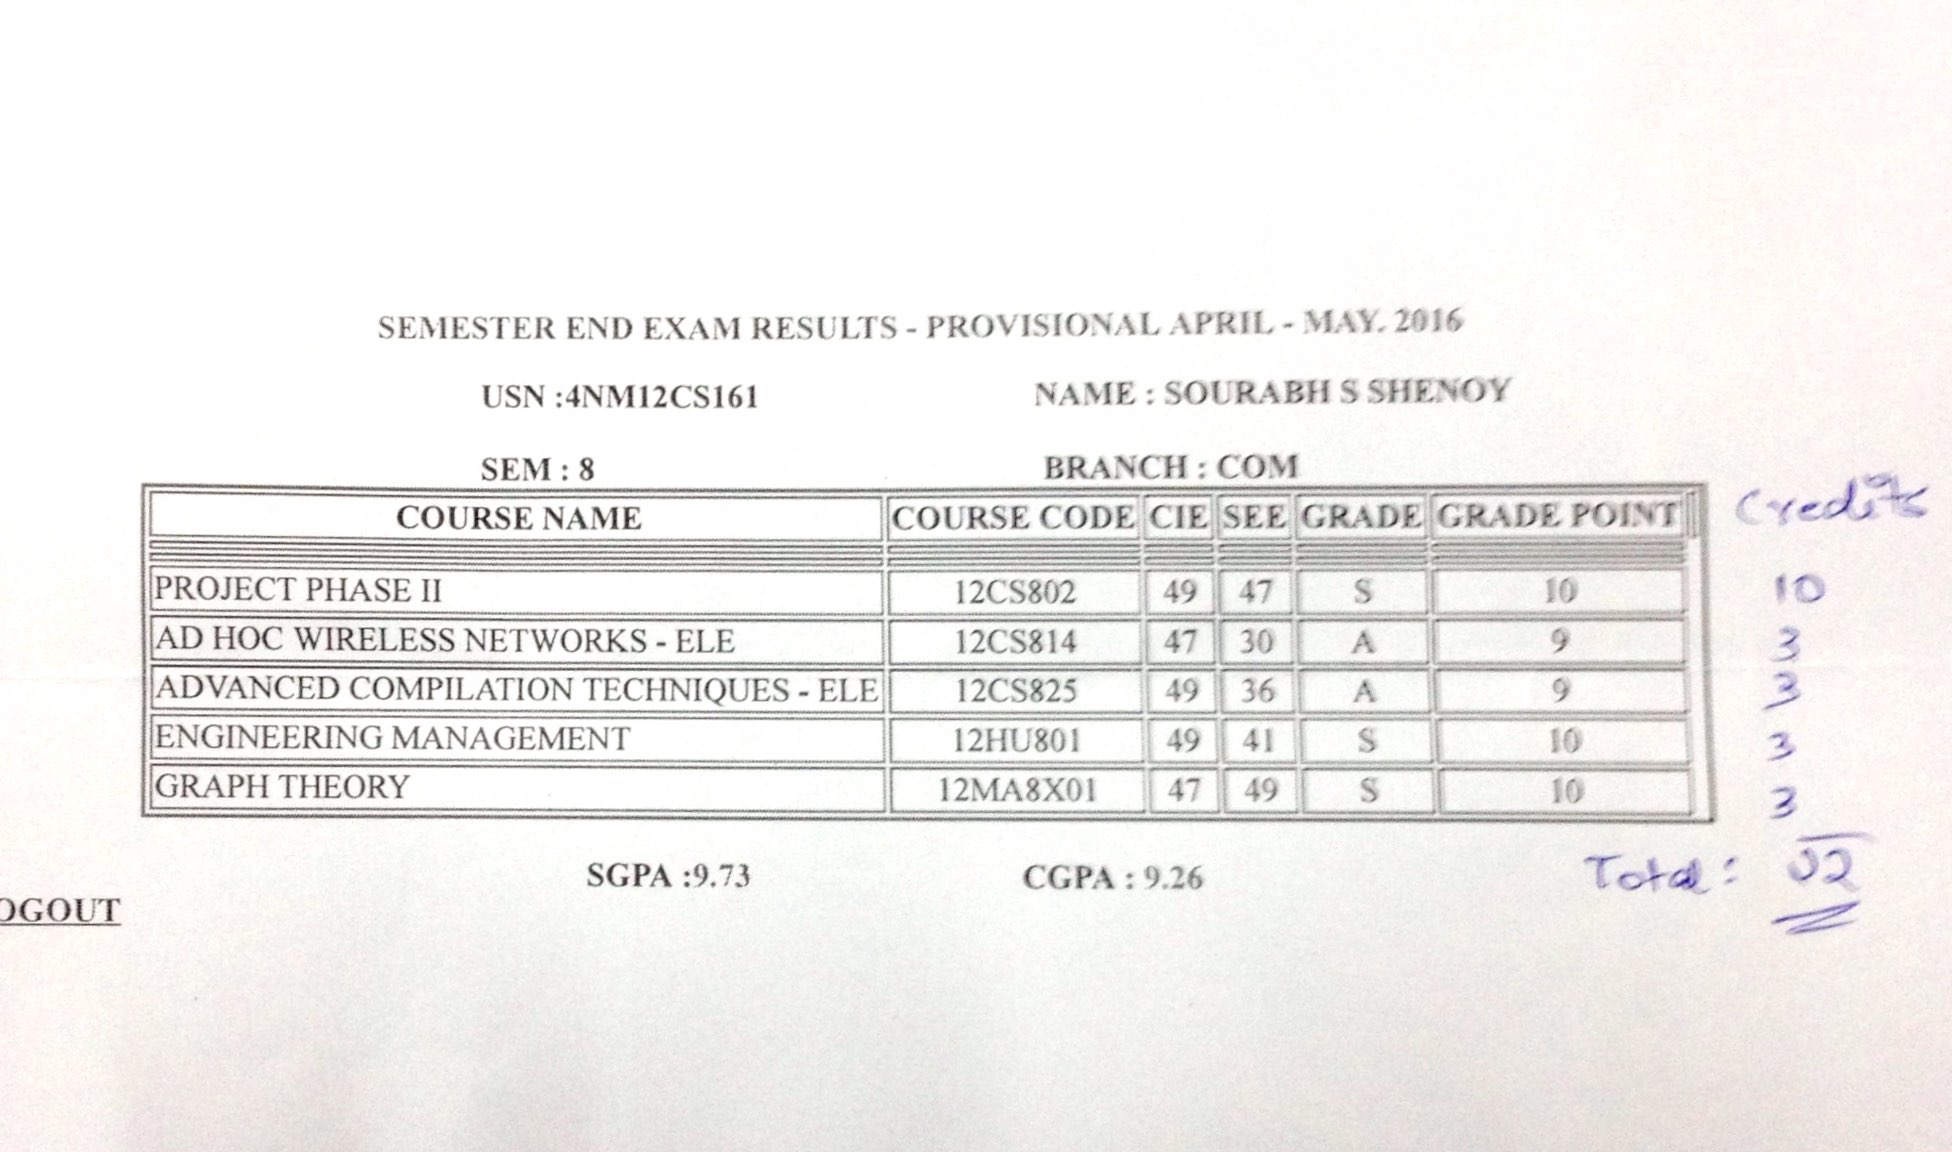 SEMESTER END EXAM RESULTS - PROVISIONAL APRIL - MAY. 2016
USN :4NM12CS161 NAME : SOURABH S SHENOY
SEM : 8 BRANCH : COM
COURSE NAME COURSE CODE CIE SEE GRADE GRADE POINT Credits
PROJECT PHASE II 12CS802 49 47 S 10 10
AD HOC WIRELESS NETWORKS - ELE 12CS814 47 30 A 9 3
ADVANCED COMPILATION TECHNIQUES - ELE 12CS825 49 36 A 9 3
ENGINEERING MANAGEMENT 12HU801 49 41 S 10 3
GRAPH THEORY 12MA8X01 47 49 S 10 3
SGPA :9.73 CGPA : 9.26 Total: 22
OGOUT